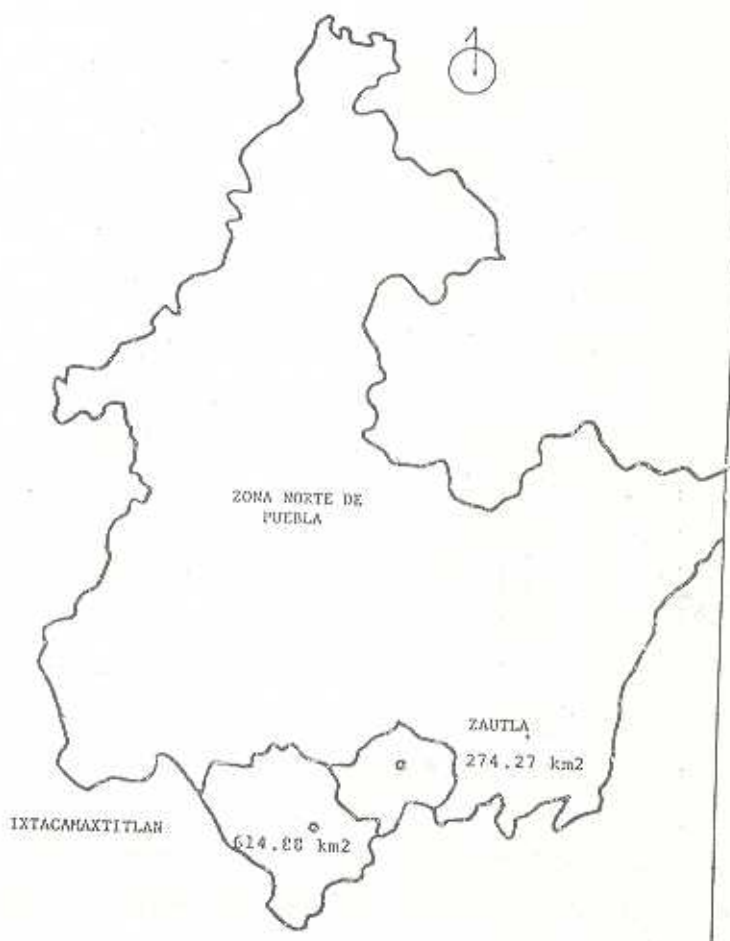 ZONA NORTE DE
PUEBLA
ZAUTLA
274.27 km2
IXTACAMAXTITLAN
614.88 km2